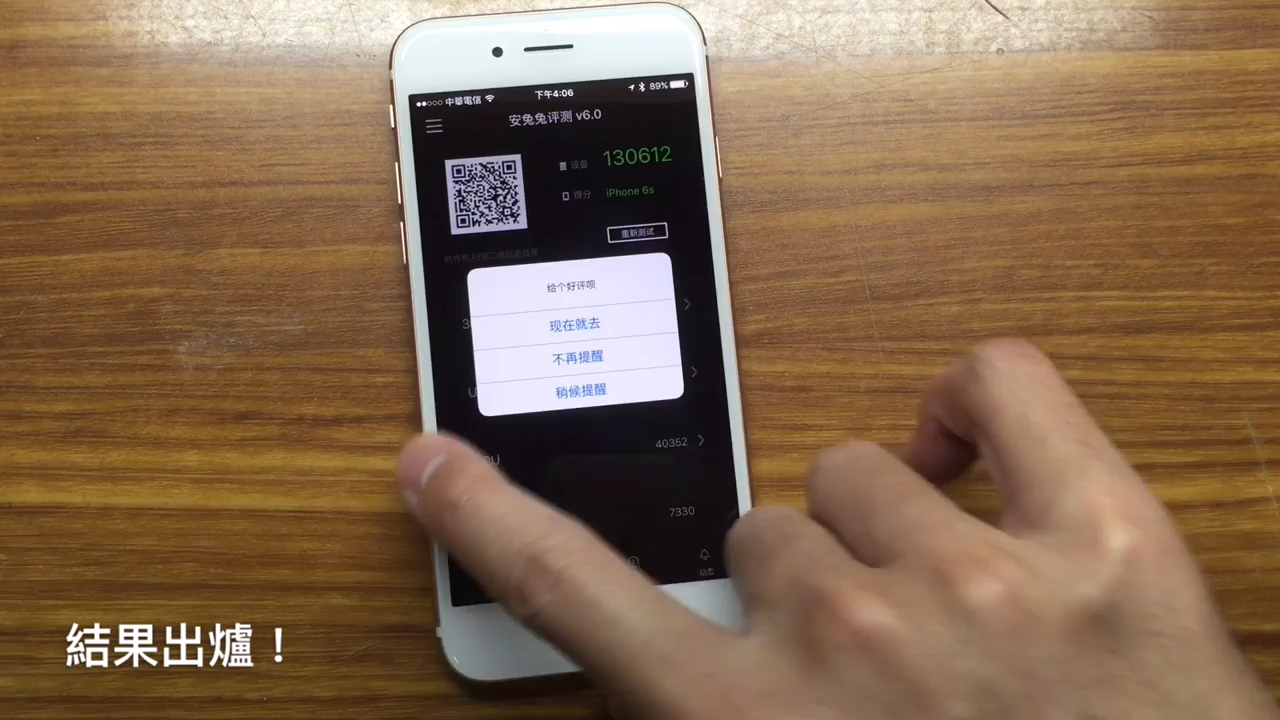 中華電信
下午4:06
89%
安兔兔评测 v6.0
设备
130612
得分
iPhone 6s
重新测试
给个好评呗
现在就去
不再提醒
稍候提醒
40352
7330
动态
結果出爐！